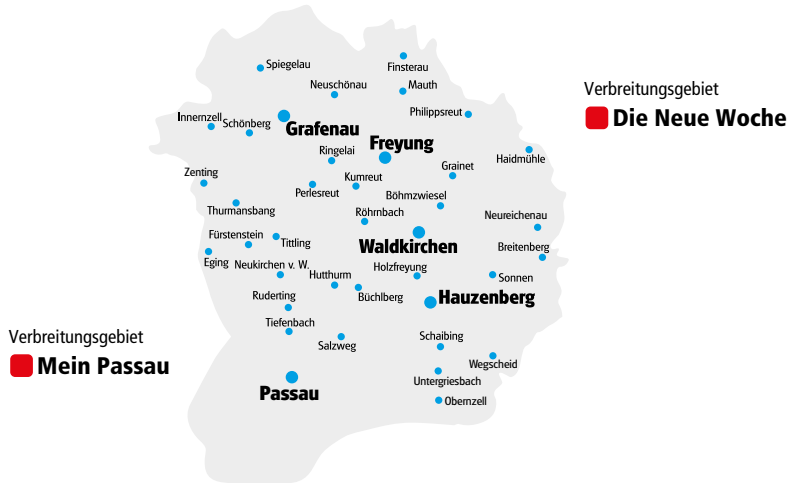 Spiegelau
Finsterau
Neuschönau
Mauth
Verbreitungsgebiet
Die Neue Woche
Philippsreut
Innernzell
Schönberg
Grafenau
Freyung
Ringelai
Haidmühle
Grainet
Zenting
Kumreut
Perlesreut
Böhmzwiesel
Thurmansbang
Röhrnbach
Neureichenau
Fürstenstein
Tittling
Waldkirchen
Breitenberg
Eging
Neukirchen v. W.
Holzfreyung
Sonnen
Hutthurm
Ruderting
Büchlberg
Hauzenberg
Tiefenbach
Verbreitungsgebiet
Mein Passau
Salzweg
Schaibing
Wegscheid
Passau
Untergriesbach
Obernzell